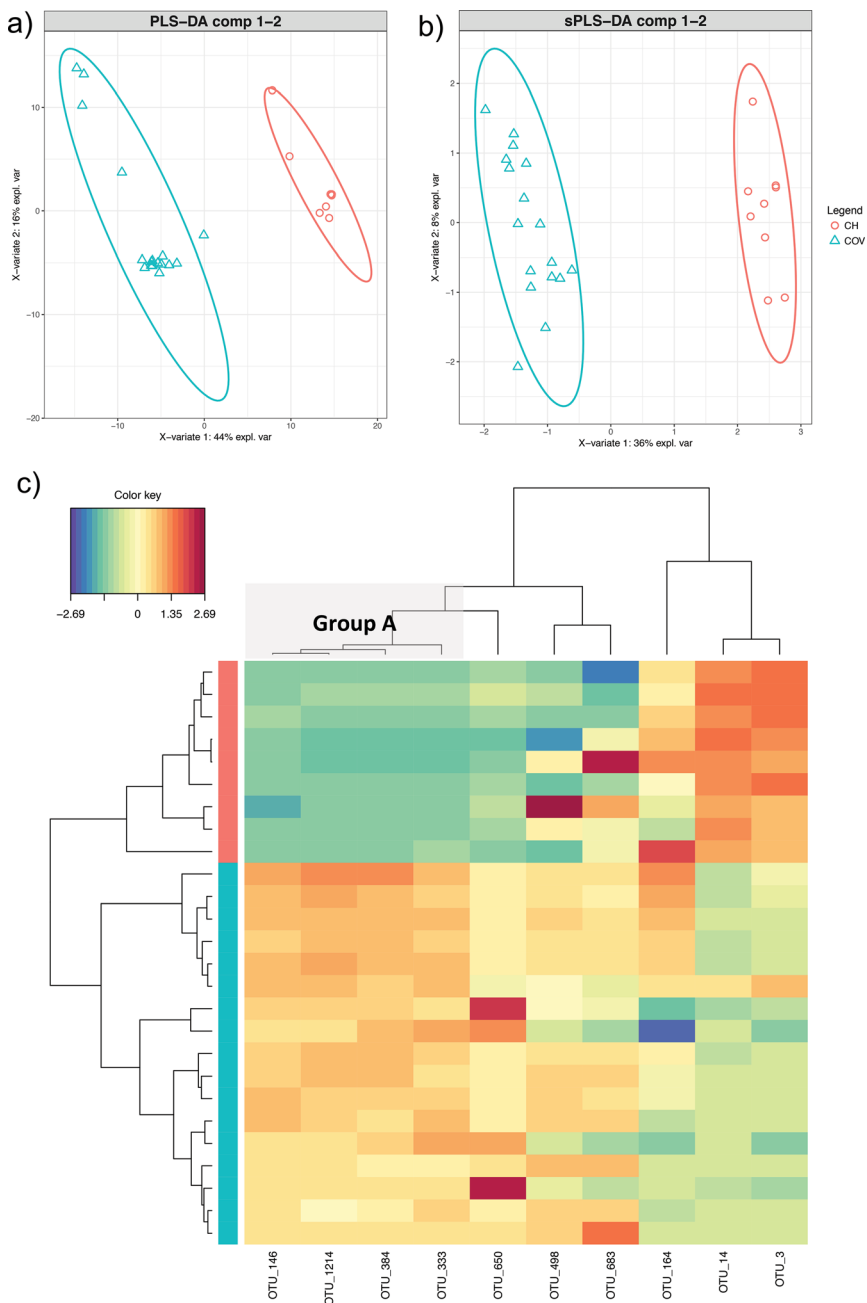 a)
PLS−DA comp 1−2
X−variate 2: 16% expl. var
10
0
−10
−20
−10
0
10
20
X−variate 1: 44% expl. var
b)
sPLS−DA comp 1−2
X−variate 2: 8% expl. var
2
1
0
−1
−2
−2
−1
0
1
2
3
X−variate 1: 36% expl. var
Legend
CH
COV
c)
Color key
−2.69
0
1.35
2.69
Group A
OTU_146
OTU_1214
OTU_384
OTU_333
OTU_650
OTU_498
OTU_683
OTU_164
OTU_14
OTU_3